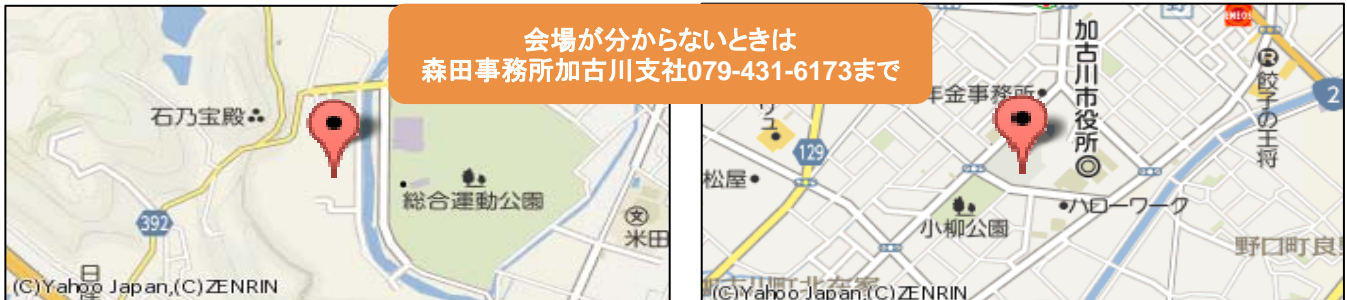 会場が分からないときは
森田事務所加古川支社079-431-6173まで
石乃宝殿
総合運動公園
392
米田
(C)Yahoo Japan,(C)ZENRIN
ENEOS
加古川市役所
年金事務所
餃子の王将
2
129
松屋
ハローワーク
小柳公園
野口町良
(C)Yahoo Japan,(C)ZENRIN